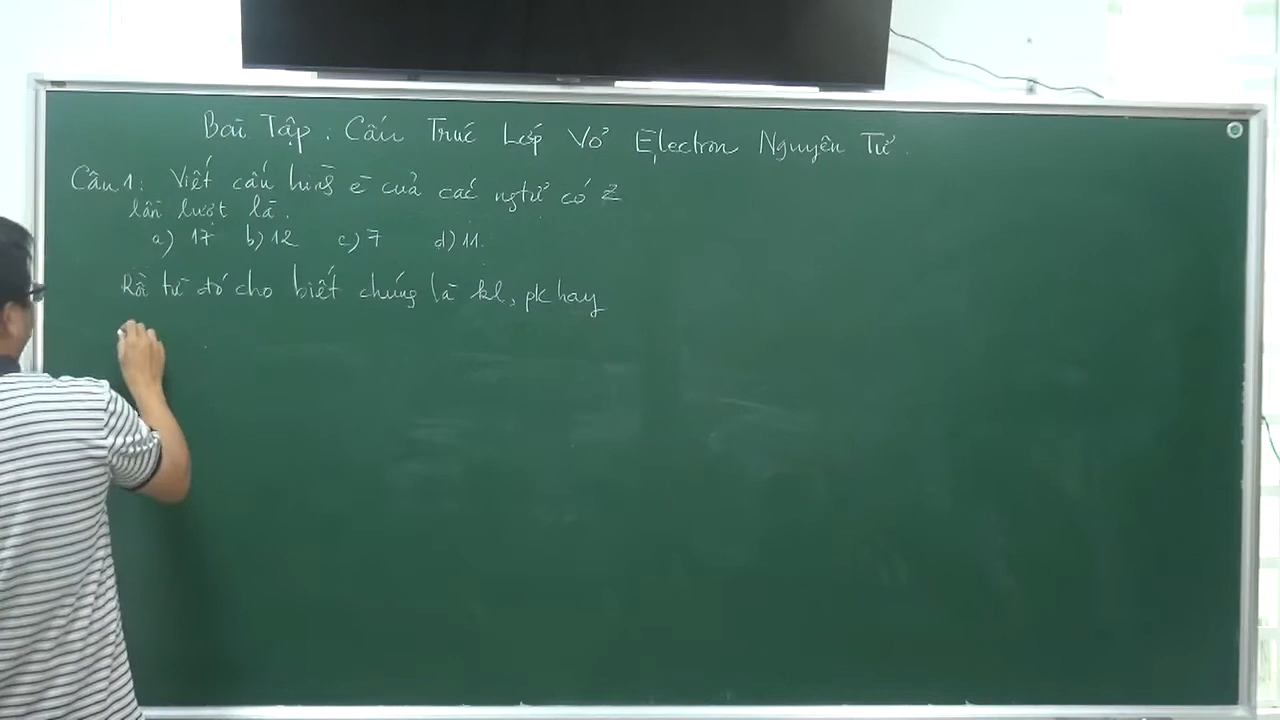 Bài Tập : Cấu Trúc Lớp Vỏ Electron Nguyên Tử.
Câu 1: Viết cấu hình e của các ngtử có Z
lần lượt là.
a) 17 b) 12 c) 7 d) 11.
Rồi từ đó cho biết chúng là kl, pk hay